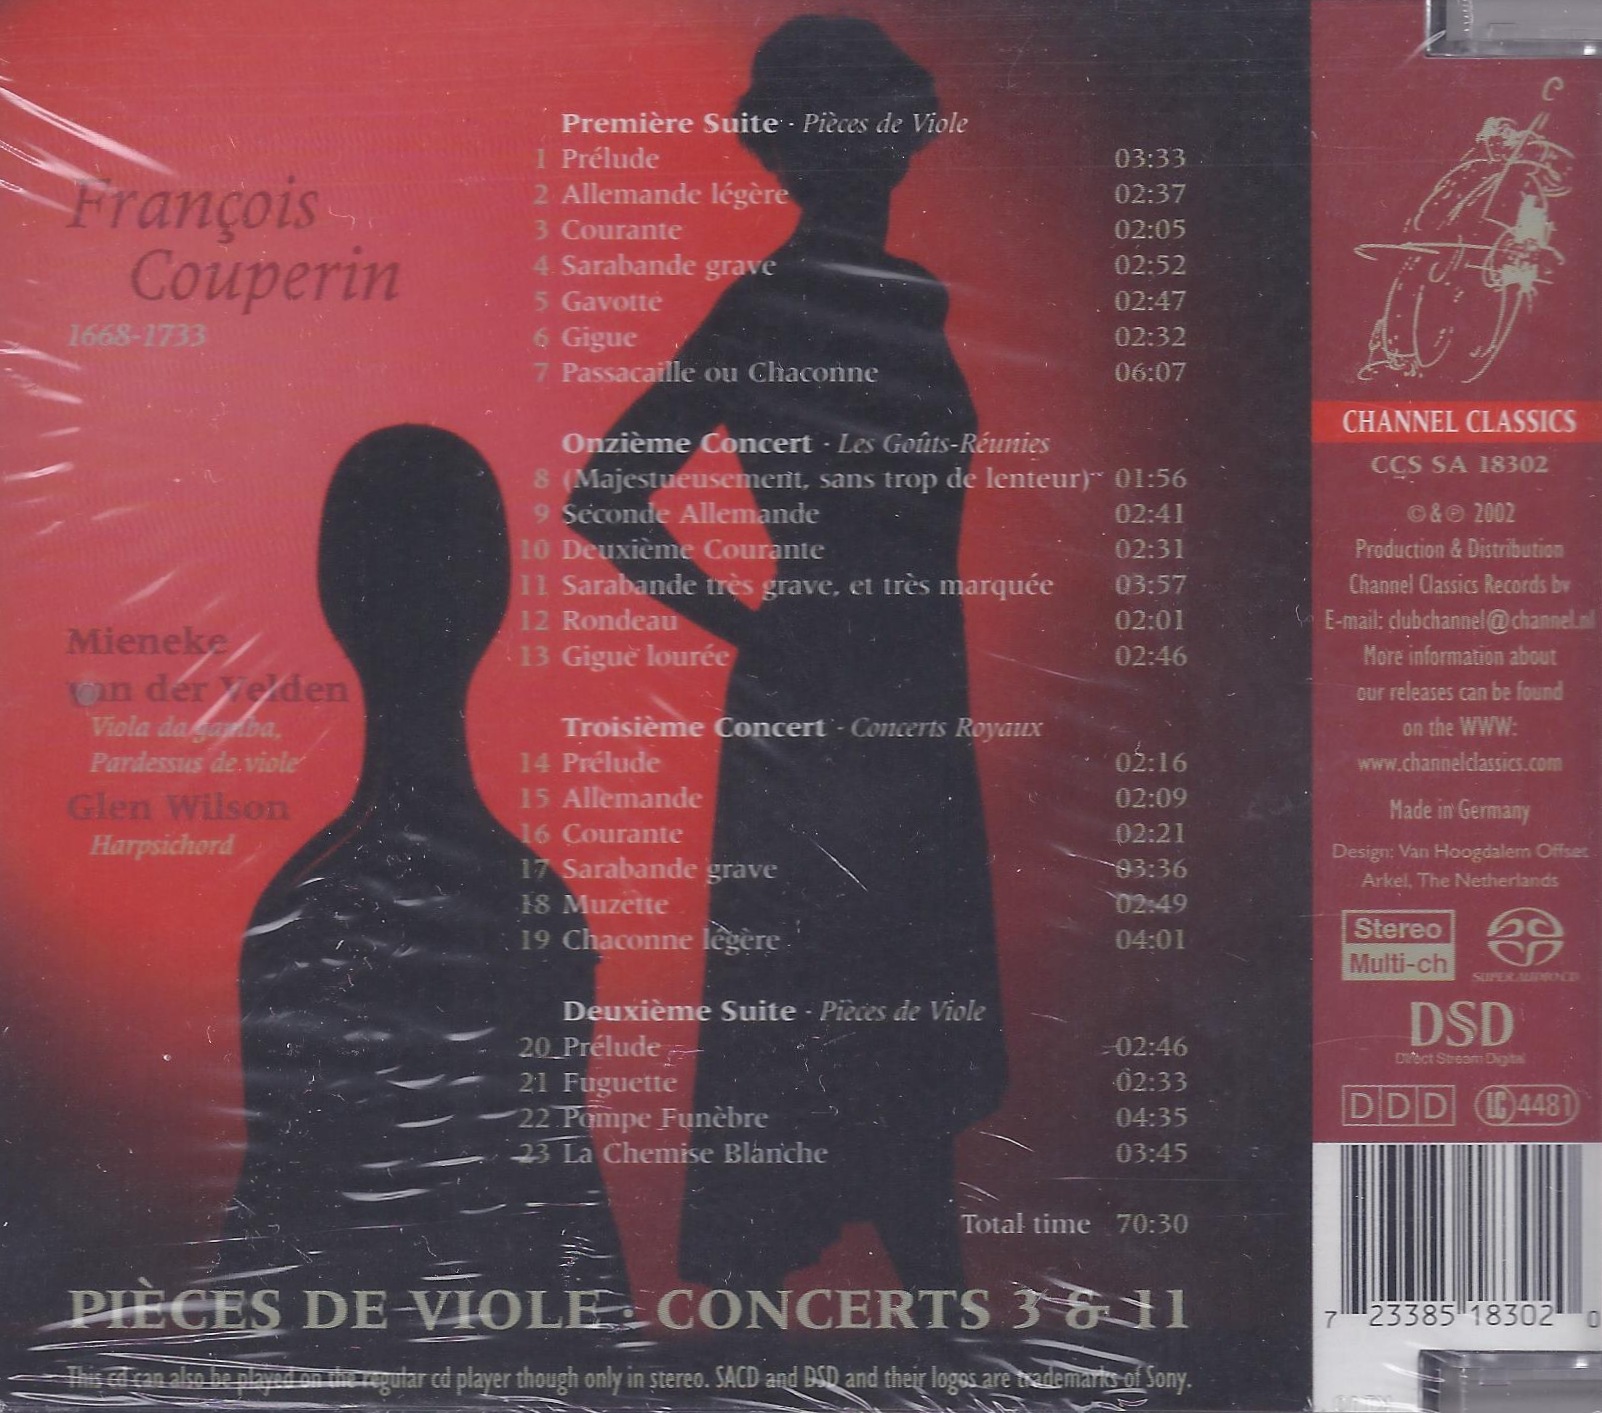 François
Couperin
1668-1733
Mieneke
van der Velden
Viola da gamba,
Pardessus de viole
Glen Wilson
Harpsichord
Première Suite · Pièces de Viole
1 Prélude 03:33
2 Allemande légère 02:37
3 Courante 02:05
4 Sarabande grave 02:52
5 Gavotte 02:47
6 Gigue 02:32
7 Passacaille ou Chaconne 06:07
Onzième Concert · Les Goûts-Réunies
8 (Majestueusement, sans trop de lenteur) 01:56
9 Seconde Allemande 02:41
10 Deuxième Courante 02:31
11 Sarabande très grave, et très marquée 03:57
12 Rondeau 02:01
13 Gigue lourée 02:46
Troisième Concert · Concerts Royaux
14 Prélude 02:16
15 Allemande 02:09
16 Courante 02:21
17 Sarabande grave 03:36
18 Muzette 02:49
19 Chaconne légère 04:01
Deuxième Suite · Pièces de Viole
20 Prélude 02:46
21 Fuguette 02:33
22 Pompe Funèbre 04:35
23 La Chemise Blanche 03:45
Total time 70:30
PIÈCES DE VIOLE · CONCERTS 3 & 11
This cd can also be played on the regular cd player though only in stereo. SACD and DSD and their logos are trademarks of Sony.
CHANNEL CLASSICS
CCS SA 18302
© & ℗ 2002
Production & Distribution
Channel Classics Records bv
E-mail: clubchannel@channel.nl
More information about
our releases can be found
on the WWW:
www.channelclassics.com
Made in Germany
Design: Van Hoogdalem Offset
Arkel, The Netherlands
Stereo
Multi-ch
SUPER AUDIO CD
DSD
Direct Stream Digital
DDD
LC 4481
7 23385 18302 0